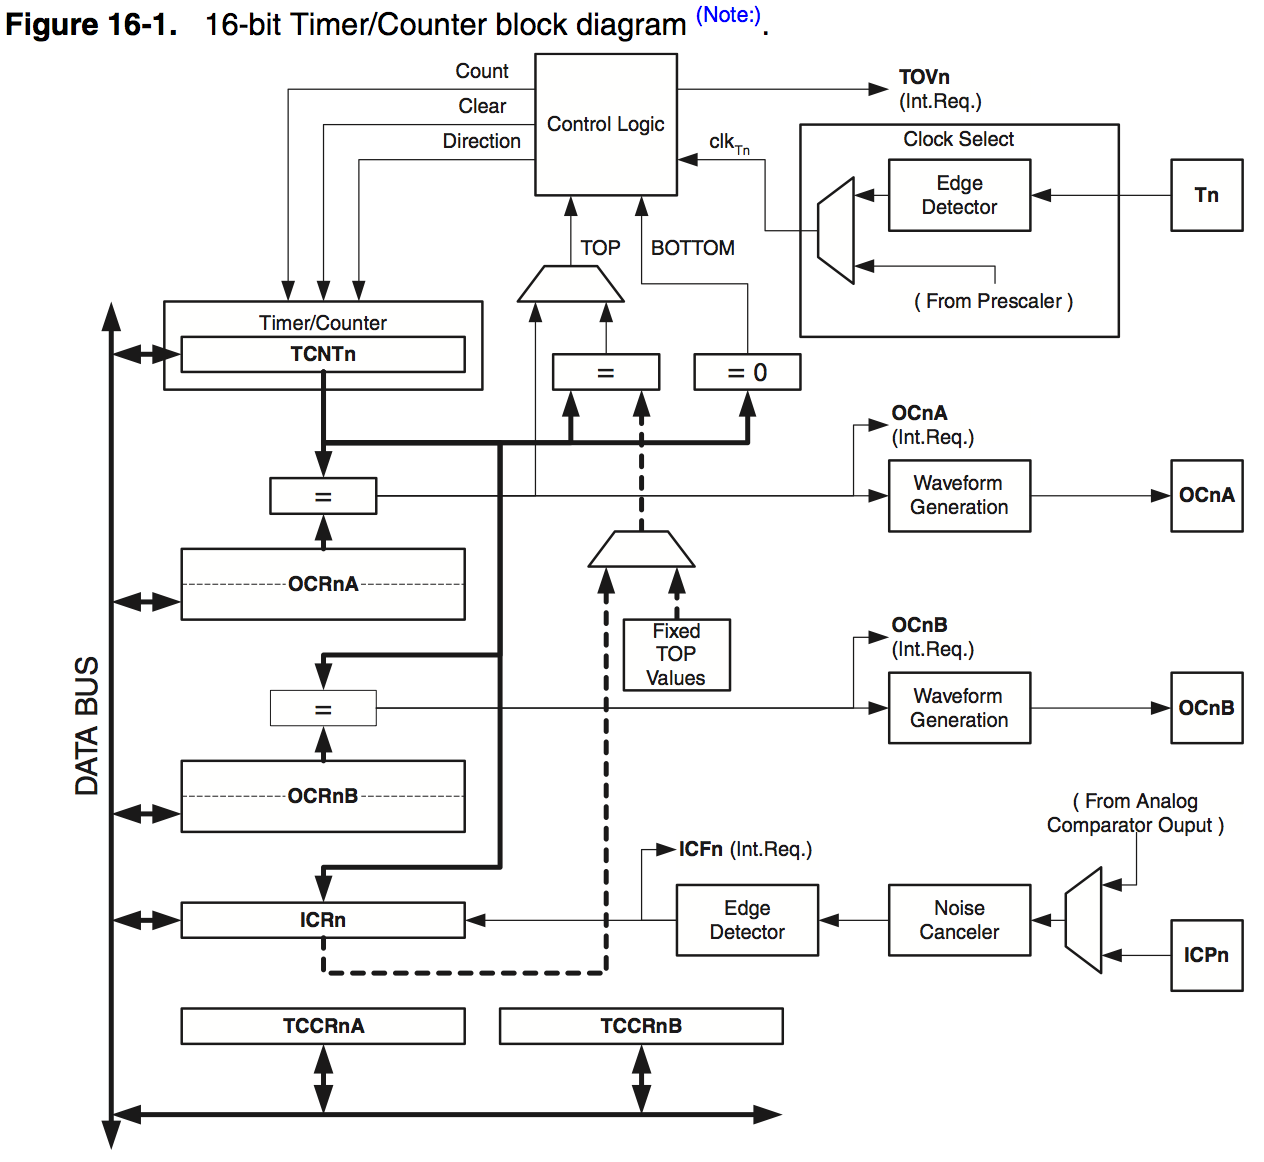 Figure 16-1. 16-bit Timer/Counter block diagram (Note:).
Count
Clear
Direction
Control Logic
TOVn
(Int.Req.)
clkTn
Clock Select
Edge
Detector
Tn
( From Prescaler )
TOP
BOTTOM
Timer/Counter
TCNTn
=
= 0
OCnA
(Int.Req.)
=
Waveform
Generation
OCnA
OCRnA
Fixed
TOP
Values
OCnB
(Int.Req.)
=
Waveform
Generation
OCnB
DATA BUS
OCRnB
( From Analog
Comparator Ouput )
ICFn (Int.Req.)
ICRn
Edge
Detector
Noise
Canceler
ICPn
TCCRnA
TCCRnB